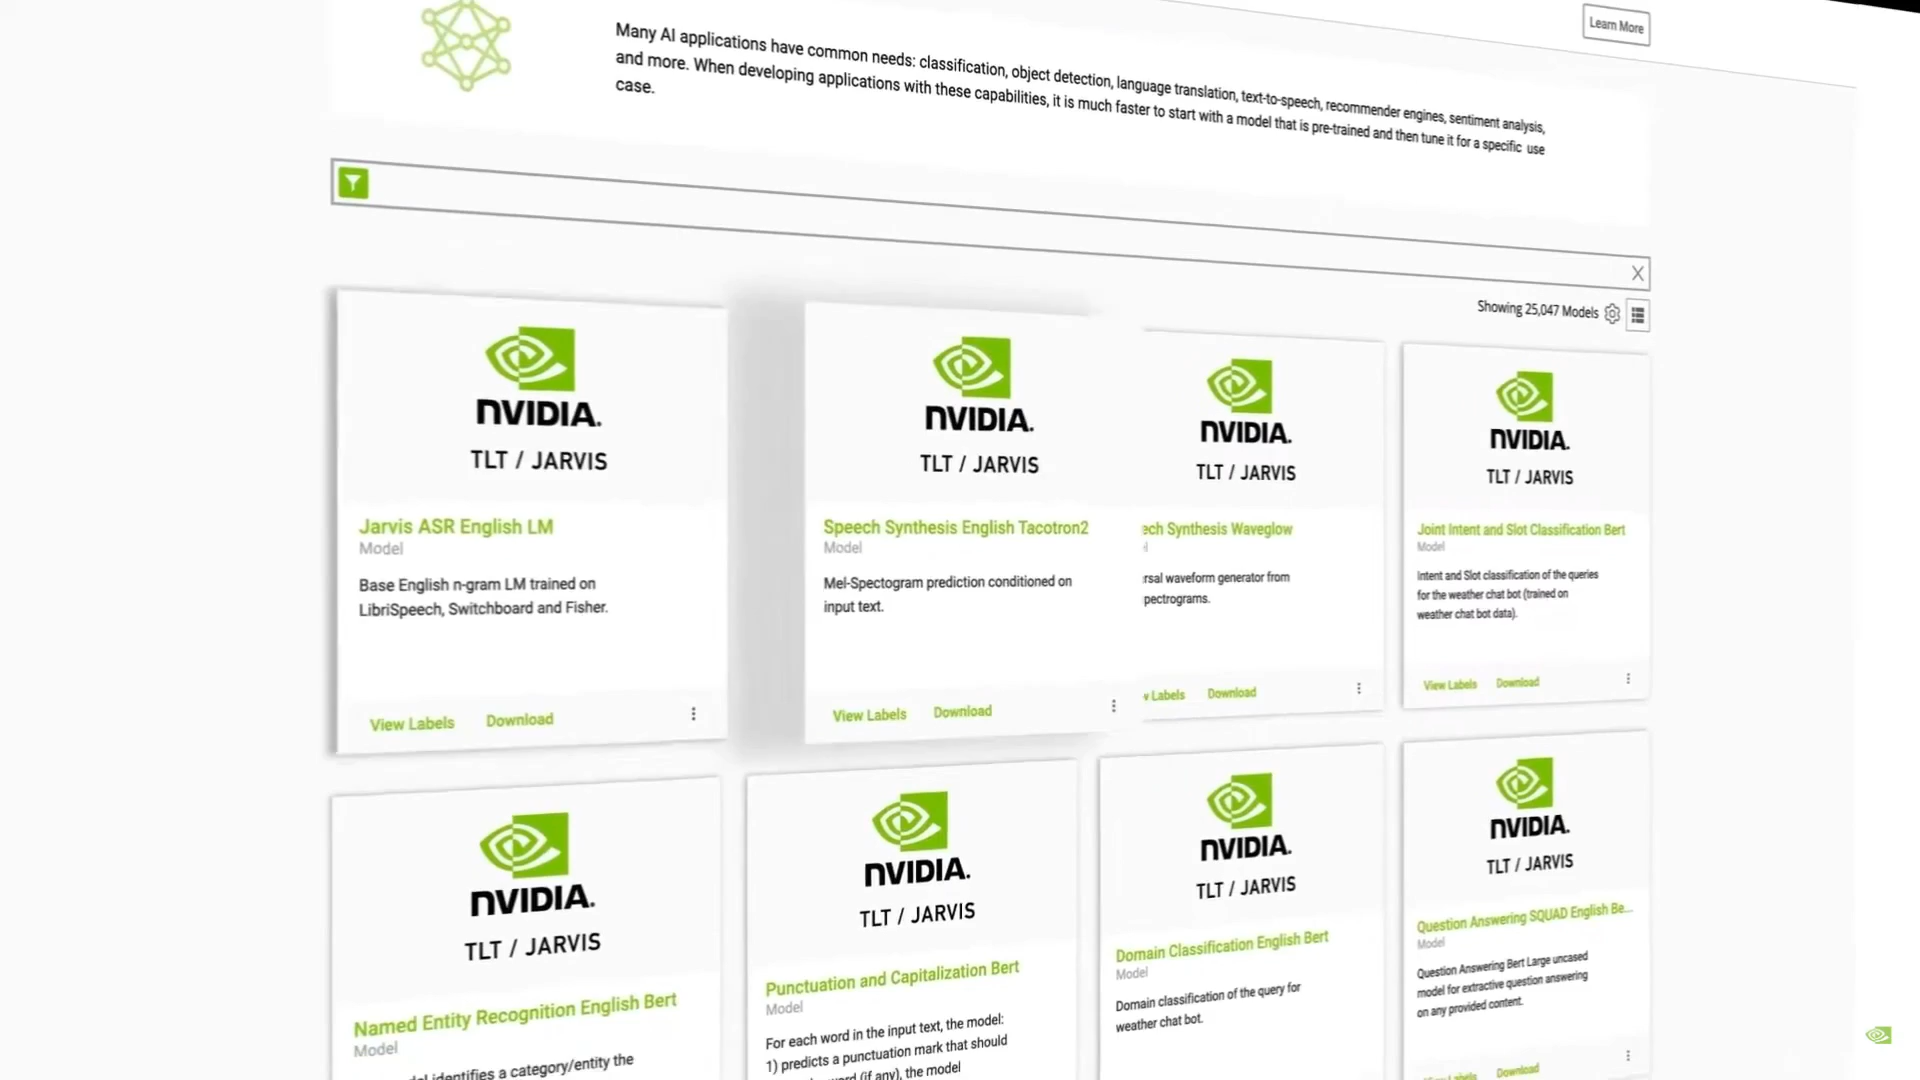 Learn More
Many AI applications have common needs: classification, object detection, language translation, text-to-speech, recommender engines, sentiment analysis,
and more. When developing applications with these capabilities, it is much faster to start with a model that is pre-trained and then tune it for a specific use
case.
X
Showing 25,047 Models
NVIDIA.
TLT / JARVIS
Jarvis ASR English LM
Model
Base English n-gram LM trained on
LibriSpeech, Switchboard and Fisher.
View Labels Download
NVIDIA.
TLT / JARVIS
Speech Synthesis English Tacotron2
Model
Mel-Spectogram prediction conditioned on
input text.
View Labels Download
NVIDIA.
TLT / JARVIS
ech Synthesis Waveglow
rsal waveform generator from
pectrograms.
Labels Download
NVIDIA.
TLT / JARVIS
Joint Intent and Slot Classification Bert
Model
Intent and Slot classification of the queries
for the weather chat bot (trained on
weather chat bot data).
View Labels Download
NVIDIA.
TLT / JARVIS
Named Entity Recognition English Bert
Model
identifies a category/entity the
NVIDIA.
TLT / JARVIS
Punctuation and Capitalization Bert
Model
For each word in the input text, the model:
1) predicts a punctuation mark that should
(if any), the model
NVIDIA.
TLT / JARVIS
Domain Classification English Bert
Model
Domain classification of the query for
weather chat bot.
NVIDIA.
TLT / JARVIS
Question Answering SQUAD English Be...
Model
Question Answering Bert Large uncased
model for extractive question answering
on any provided content.
View Labels Download